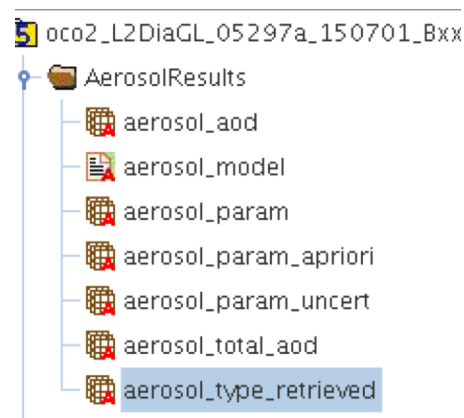 oco2_L2DiaGL_05297a_150701_Bxx
AerosolResults
aerosol_aod
aerosol_model
aerosol_param
aerosol_param_apriori
aerosol_param_uncert
aerosol_total_aod
aerosol_type_retrieved